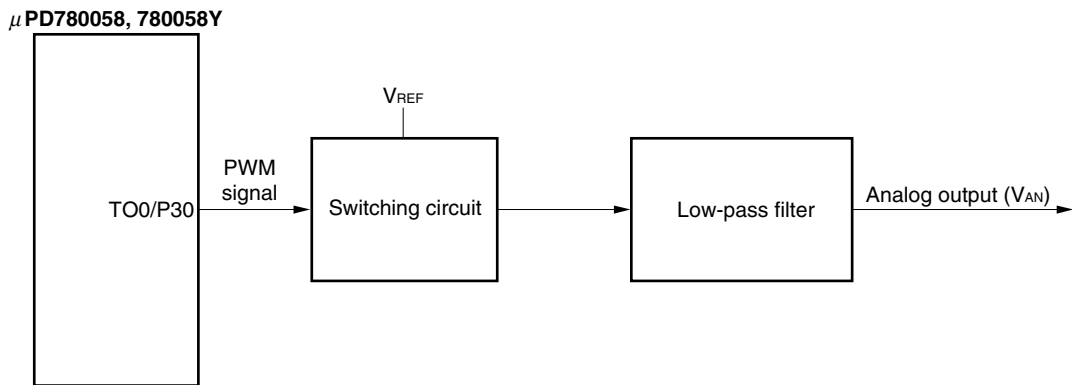 μPD780058, 780058Y
VREF
PWM
signal
TO0/P30
Switching circuit
Low-pass filter
Analog output (VAN)